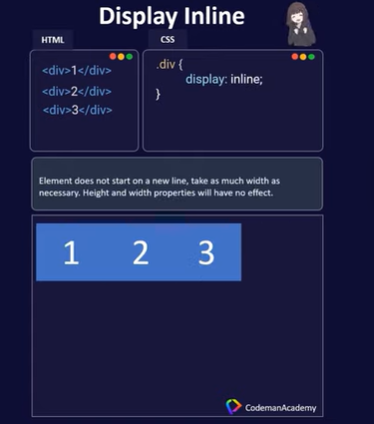 Display Inline
HTML
CSS
<div>1</div>
<div>2</div>
<div>3</div>
.div {
display: inline;
}
Element does not start on a new line, take as much width as
necessary. Height and width properties will have no effect.
1 2 3
CodemanAcademy